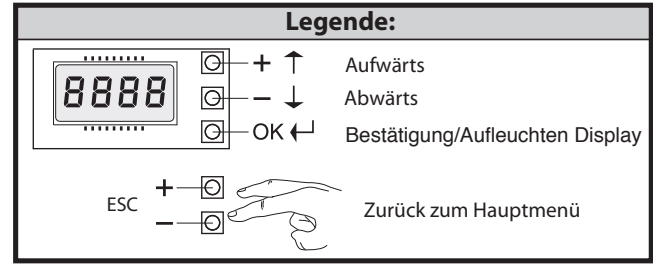 Legende:
8888
+ ↑ Aufwärts
− ↓ Abwärts
OK ↵ Bestätigung/Aufleuchten Display
ESC + − Zurück zum Hauptmenü